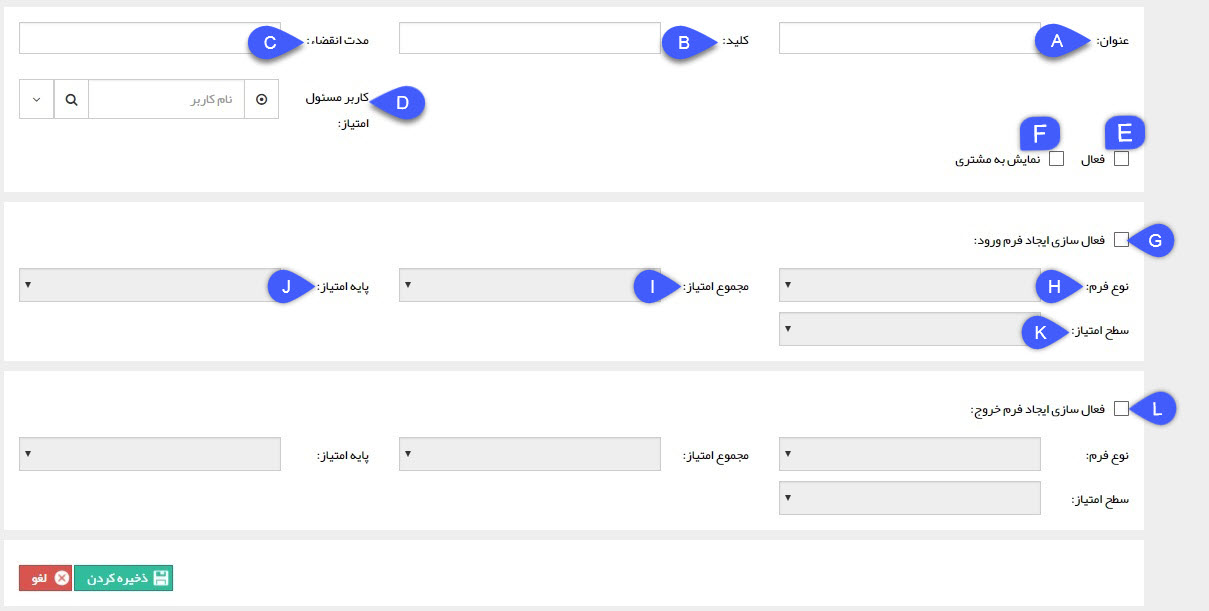 عنوان: A
کلید: B
مدت انقضاء: C
کاربر مسئول امتیاز: D
نام کاربر
E
F
فعال
نمایش به مشتری
فعال سازی ایجاد فرم ورود: G
نوع فرم: H
مجموع امتیاز: I
پایه امتیاز: J
سطح امتیاز: K
فعال سازی ایجاد فرم خروج: L
نوع فرم:
مجموع امتیاز:
پایه امتیاز:
سطح امتیاز:
ذخیره کردن
لغو